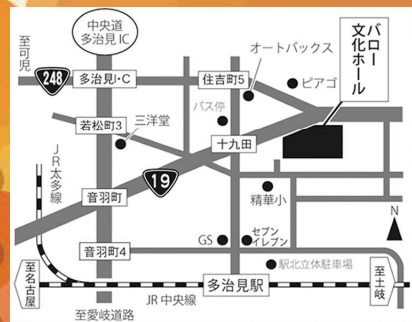 中央道
多治見IC
至可児
248
多治見I・C
住吉町5
オートバックス
ピアゴ
バロー
文化ホール
バス停
若松町3
三洋堂
十九田
JR太多線
19
音羽町
精華小
N
音羽町4
GS
セブン
イレブン
駅北立体駐車場
至名古屋
多治見駅
至土岐
JR中央線
至愛岐道路